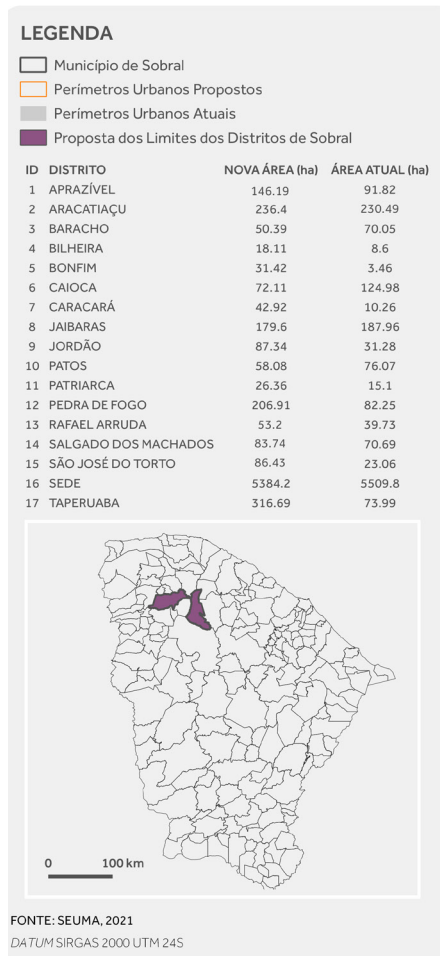 LEGENDA
Município de Sobral
Perímetros Urbanos Propostos
Perímetros Urbanos Atuais
Proposta dos Limites dos Distritos de Sobral
ID DISTRITO NOVA ÁREA (ha) ÁREA ATUAL (ha)
1 APRAZÍVEL 146.19 91.82
2 ARACATIAÇU 236.4 230.49
3 BARACHO 50.39 70.05
4 BILHEIRA 18.11 8.6
5 BONFIM 31.42 3.46
6 CAIOCA 72.11 124.98
7 CARACARÁ 42.92 10.26
8 JAIBARAS 179.6 187.96
9 JORDÃO 87.34 31.28
10 PATOS 58.08 76.07
11 PATRIARCA 26.36 15.1
12 PEDRA DE FOGO 206.91 82.25
13 RAFAEL ARRUDA 53.2 39.73
14 SALGADO DOS MACHADOS 83.74 70.69
15 SÃO JOSÉ DO TORTO 86.43 23.06
16 SEDE 5384.2 5509.8
17 TAPERUABA 316.69 73.99
0 100 km
FONTE: SEUMA, 2021
DATUM SIRGAS 2000 UTM 24S